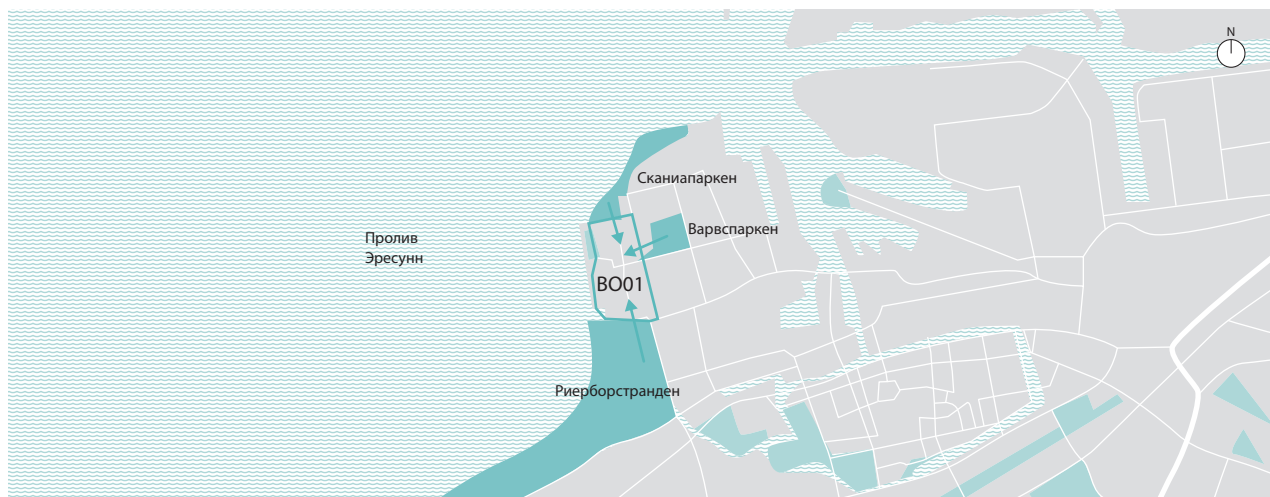 N
Сканиапаркен
Варвспаркен
Пролив
Эресунн
BO01
Риерборстранден